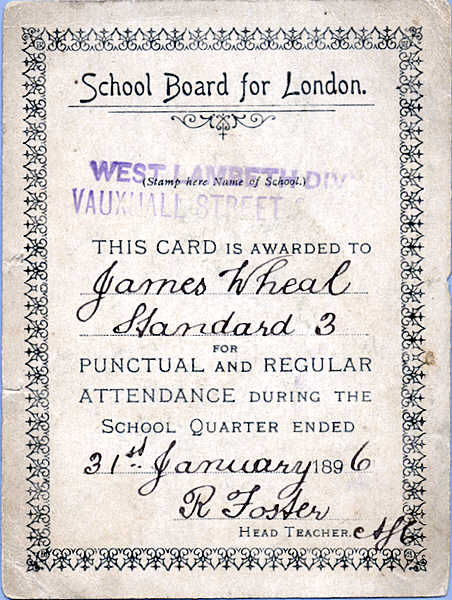 School Board for London.
WEST LAMBETH DIV
(Stamp here Name of School.)
VAUXHALL STREET
THIS CARD IS AWARDED TO
James Wheal
Standard 3
FOR
PUNCTUAL AND REGULAR
ATTENDANCE DURING THE
SCHOOL QUARTER ENDED
31st January 1896
R Foster
HEAD TEACHER.